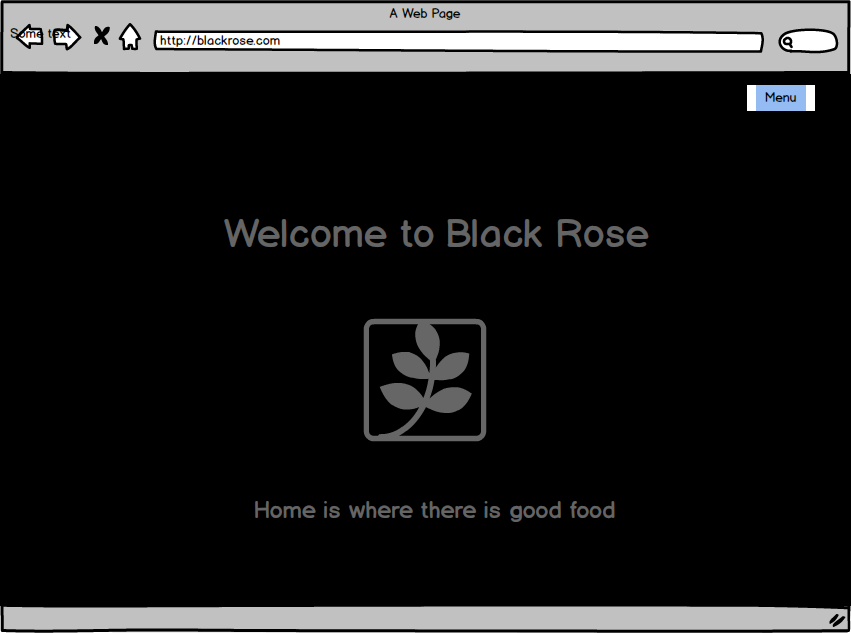 A Web Page
Some text
http://blackrose.com
Menu
Welcome to Black Rose
Home is where there is good food